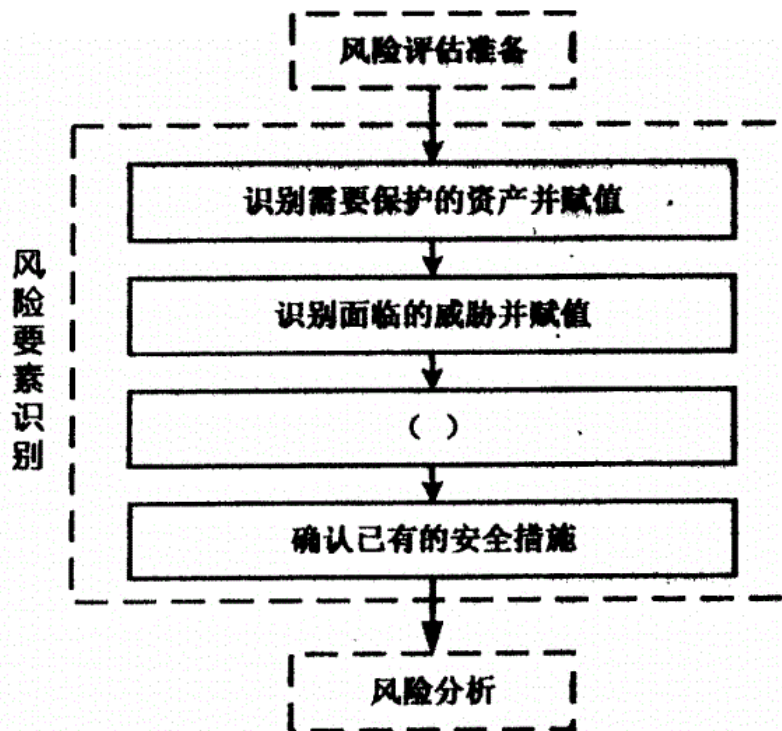 风险评估准备
风险要素识别
识别需要保护的资产并赋值
识别面临的威胁并赋值
（ ）
确认已有的安全措施
风险分析